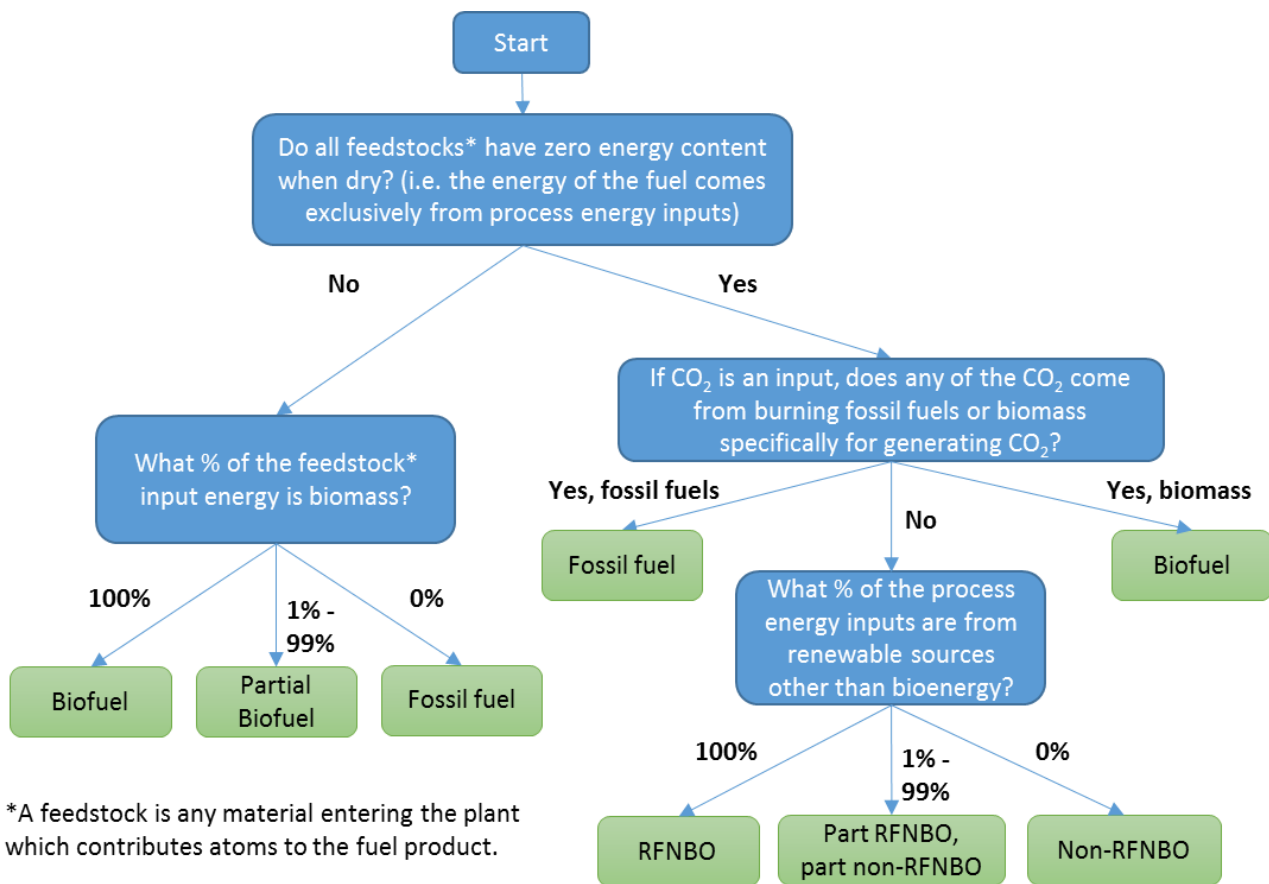 Start
Do all feedstocks* have zero energy content
when dry? (i.e. the energy of the fuel comes
exclusively from process energy inputs)
No
Yes
If CO₂ is an input, does any of the CO₂ come
from burning fossil fuels or biomass
specifically for generating CO₂?
What % of the feedstock*
input energy is biomass?
Yes, fossil fuels
No
Yes, biomass
Fossil fuel
Biofuel
What % of the process
energy inputs are from
renewable sources
other than bioenergy?
100%
1% -
99%
0%
Biofuel
Partial
Biofuel
Fossil fuel
100%
1% -
99%
0%
RFNBO
Part RFNBO,
part non-RFNBO
Non-RFNBO
*A feedstock is any material entering the plant
which contributes atoms to the fuel product.